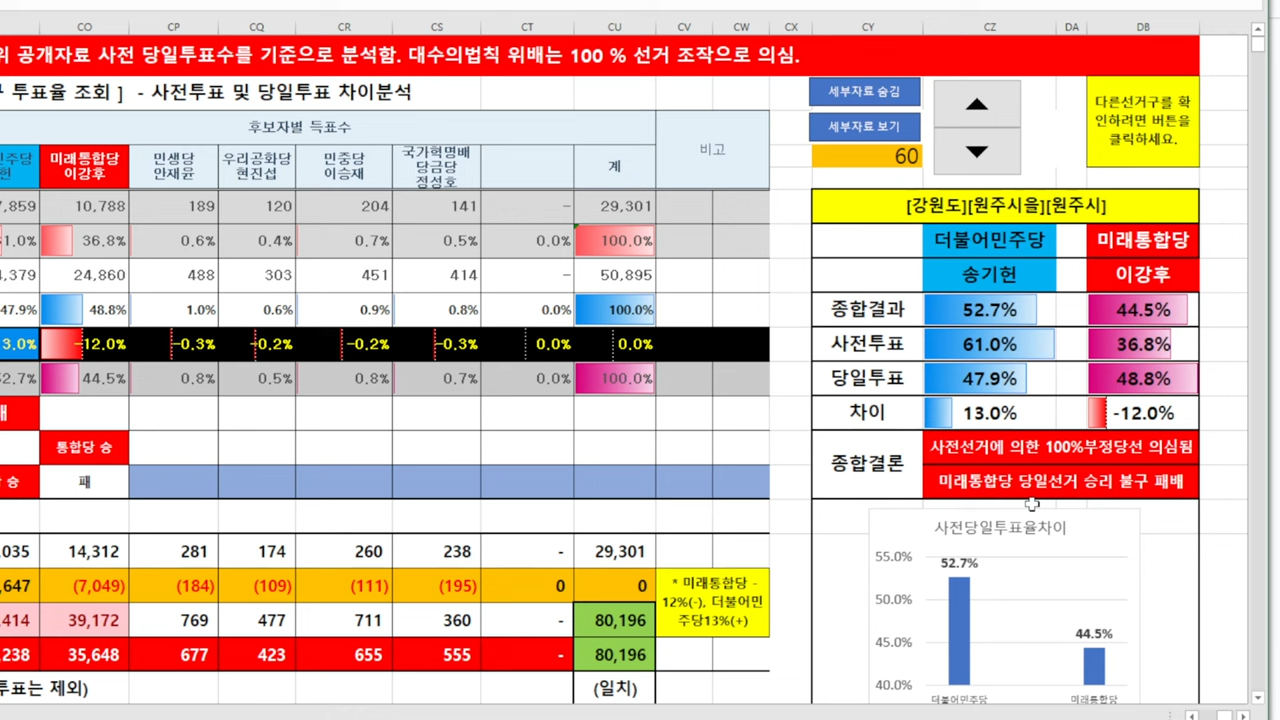 CO CP CQ CR CS CT CU CV CW CX CY CZ DA DB
위 공개자료 사전 당일투표수를 기준으로 분석함. 대수의법칙 위배는 100 % 선거 조작으로 의심.
투표율 조회 ] - 사전투표 및 당일투표 차이분석
후보자별 득표수
비고
주당 미래통합당 민생당 우리공화당 민중당 국가혁명배
헌 이강후 안재윤 현진섭 이승재 당금당
정성호
계
7,859 10,788 189 120 204 141 – 29,301
61.0% 36.8% 0.6% 0.4% 0.7% 0.5% 0.0% 100.0%
,379 24,860 488 303 451 414 – 50,895
47.9% 48.8% 1.0% 0.6% 0.9% 0.8% 0.0% 100.0%
3.0% -12.0% -0.3% -0.2% -0.2% -0.3% 0.0% 0.0%
52.7% 44.5% 0.8% 0.5% 0.8% 0.7% 0.0% 100.0%
통합당 승
승 패
,035 14,312 281 174 260 238 - 29,301
,647 (7,049) (184) (109) (111) (195) 0 0
,414 39,172 769 477 711 360 - 80,196
,238 35,648 677 423 655 555 - 80,196
투표는 제외)
(일치)
* 미래통합당 -
12%(-), 더불어민
주당13%(+)
세부자료 숨김
세부자료 보기
60
▲
▼
다른선거구를 확
인하려면 버튼을
클릭하세요.
[강원도][원주시을][원주시]
더불어민주당 미래통합당
송기헌 이강후
종합결과 52.7% 44.5%
사전투표 61.0% 36.8%
당일투표 47.9% 48.8%
차이 13.0% -12.0%
종합결론
사전선거에 의한 100%부정당선 의심됨
미래통합당 당일선거 승리 불구 패배
사전당일투표율차이
55.0%
50.0%
45.0%
40.0%
52.7%
44.5%
더불어민주당 미래통합당